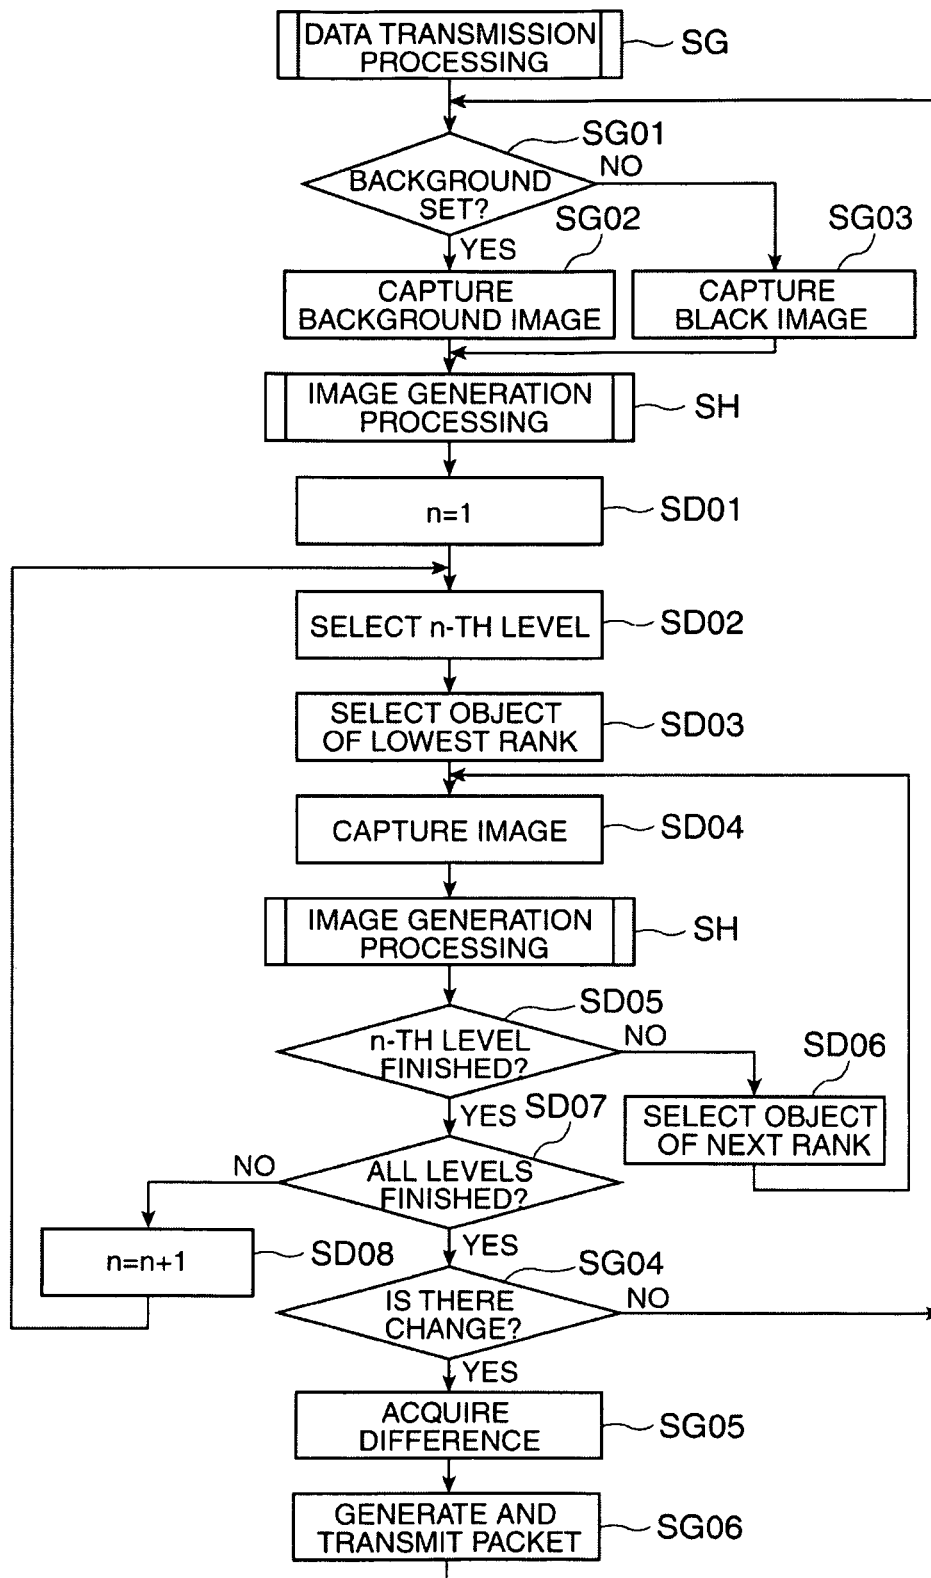 DATA TRANSMISSION
PROCESSING
SG
SG01
BACKGROUND
SET?
NO
YES
SG02
SG03
CAPTURE
BACKGROUND IMAGE
CAPTURE
BLACK IMAGE
IMAGE GENERATION
PROCESSING
SH
n=1
SD01
SELECT n-TH LEVEL
SD02
SELECT OBJECT
OF LOWEST RANK
SD03
CAPTURE IMAGE
SD04
IMAGE GENERATION
PROCESSING
SH
SD05
n-TH LEVEL
FINISHED?
NO
SD06
SELECT OBJECT
OF NEXT RANK
YES
SD07
ALL LEVELS
FINISHED?
NO
n=n+1
SD08
YES
SG04
IS THERE
CHANGE?
NO
YES
ACQUIRE
DIFFERENCE
SG05
GENERATE AND
TRANSMIT PACKET
SG06